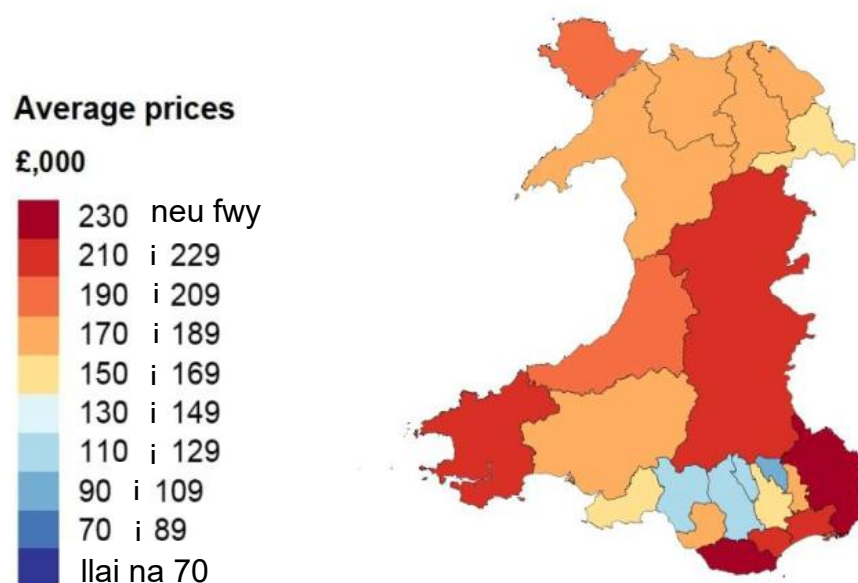 Average prices
£,000
230 neu fwy
210 i 229
190 i 209
170 i 189
150 i 169
130 i 149
110 i 129
90 i 109
70 i 89
llai na 70